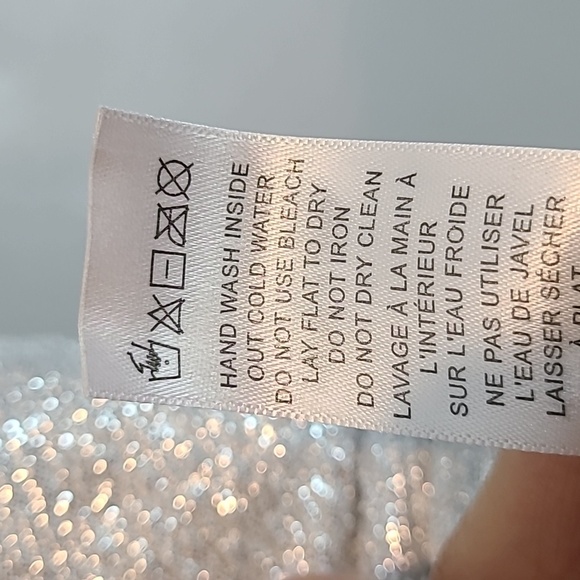 HAND WASH INSIDE
OUT COLD WATER
DO NOT USE BLEACH
LAY FLAT TO DRY
DO NOT IRON
DO NOT DRY CLEAN
LAVAGE À LA MAIN À
L'INTÉRIEUR
SUR L'EAU FROIDE
NE PAS UTILISER
L'EAU DE JAVEL
LAISSER SÉCHER